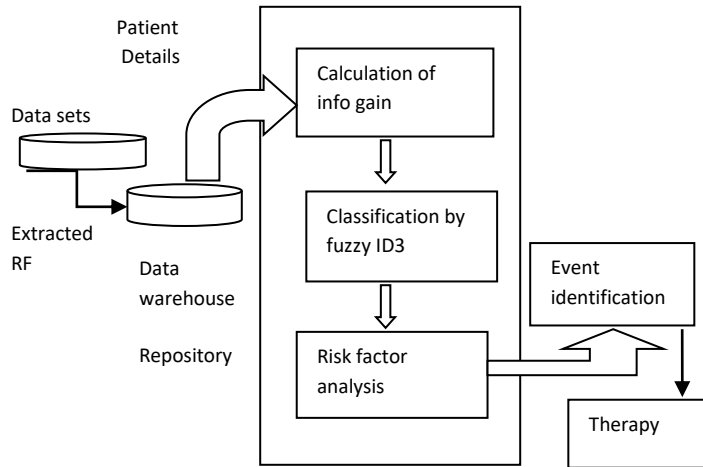 Patient
Details
Data sets
Extracted
RF
Data
warehouse
Repository
Calculation of
info gain
Classification by
fuzzy ID3
Risk factor
analysis
Event
identification
Therapy